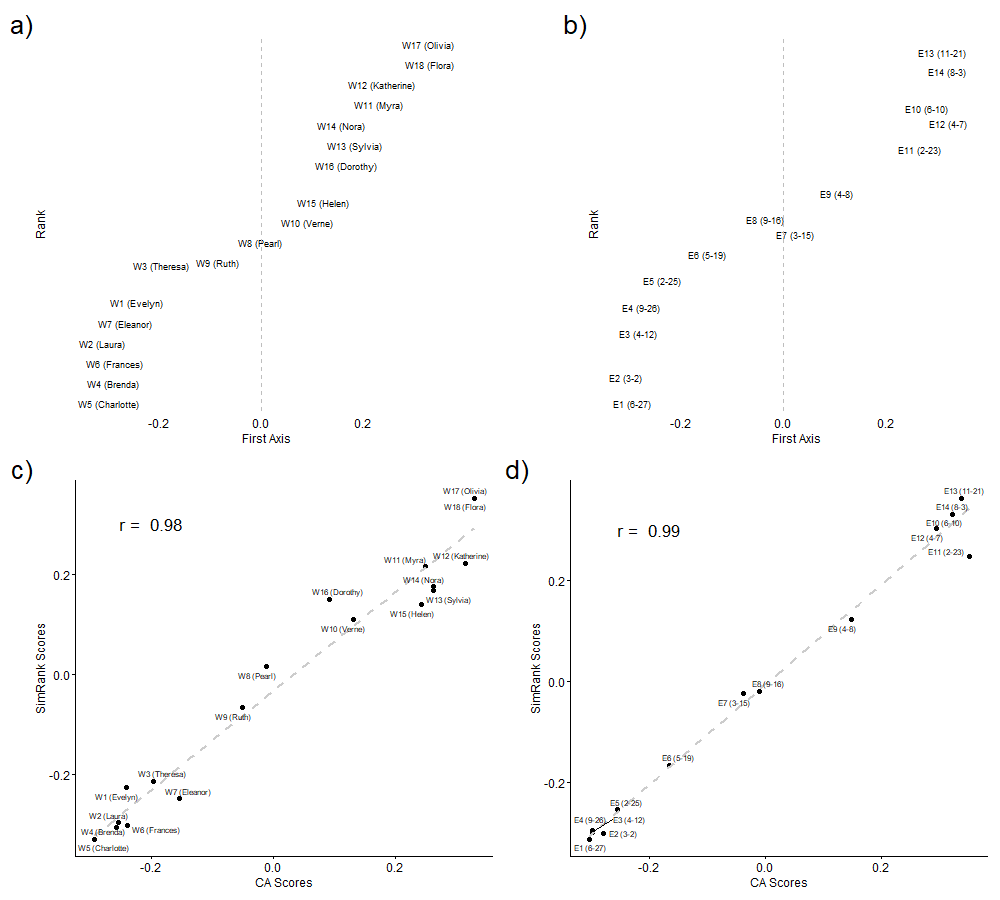 a)
W17 (Olivia)
W18 (Flora)
W12 (Katherine)
W11 (Myra)
W14 (Nora)
W13 (Sylvia)
W16 (Dorothy)
W15 (Helen)
W10 (Verne)
W8 (Pearl)
W9 (Ruth)
W3 (Theresa)
W1 (Evelyn)
W7 (Eleanor)
W2 (Laura)
W6 (Frances)
W4 (Brenda)
W5 (Charlotte)
Rank
-0.2
0.0
0.2
First Axis
b)
E13 (11-21)
E14 (8-3)
E10 (6-10)
E12 (4-7)
E11 (2-23)
E9 (4-8)
E8 (9-16)
E7 (3-15)
E6 (5-19)
E5 (2-25)
E4 (9-26)
E3 (4-12)
E2 (3-2)
E1 (6-27)
Rank
-0.2
0.0
0.2
First Axis
c)
r = 0.98
W17 (Olivia)
W18 (Flora)
W12 (Katherine)
W11 (Myra)
W14 (Nora)
W13 (Sylvia)
W16 (Dorothy)
W15 (Helen)
W10 (Verne)
W8 (Pearl)
W9 (Ruth)
W3 (Theresa)
W7 (Eleanor)
W1 (Evelyn)
W2 (Laura)
W6 (Frances)
W4 (Brenda)
W5 (Charlotte)
0.2
0.0
-0.2
SimRank Scores
-0.2
0.0
0.2
CA Scores
d)
r = 0.99
E13 (11-21)
E14 (8-3)
E10 (6-10)
E12 (4-7)
E11 (2-23)
E9 (4-8)
E8 (9-16)
E7 (3-15)
E6 (5-19)
E5 (2-25)
E4 (9-26)
E3 (4-12)
E2 (3-2)
E1 (6-27)
0.2
0.0
-0.2
SimRank Scores
-0.2
0.0
0.2
CA Scores